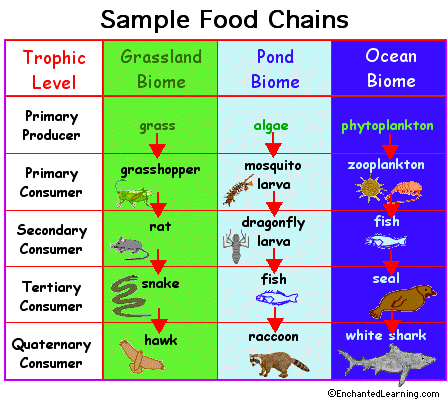 Sample Food Chains
Trophic Level
Grassland Biome
Pond Biome
Ocean Biome
Primary Producer
grass
algae
phytoplankton
Primary Consumer
grasshopper
mosquito larva
zooplankton
Secondary Consumer
rat
dragonfly larva
fish
Tertiary Consumer
snake
fish
seal
Quaternary Consumer
hawk
raccoon
white shark
©EnchantedLearning.com